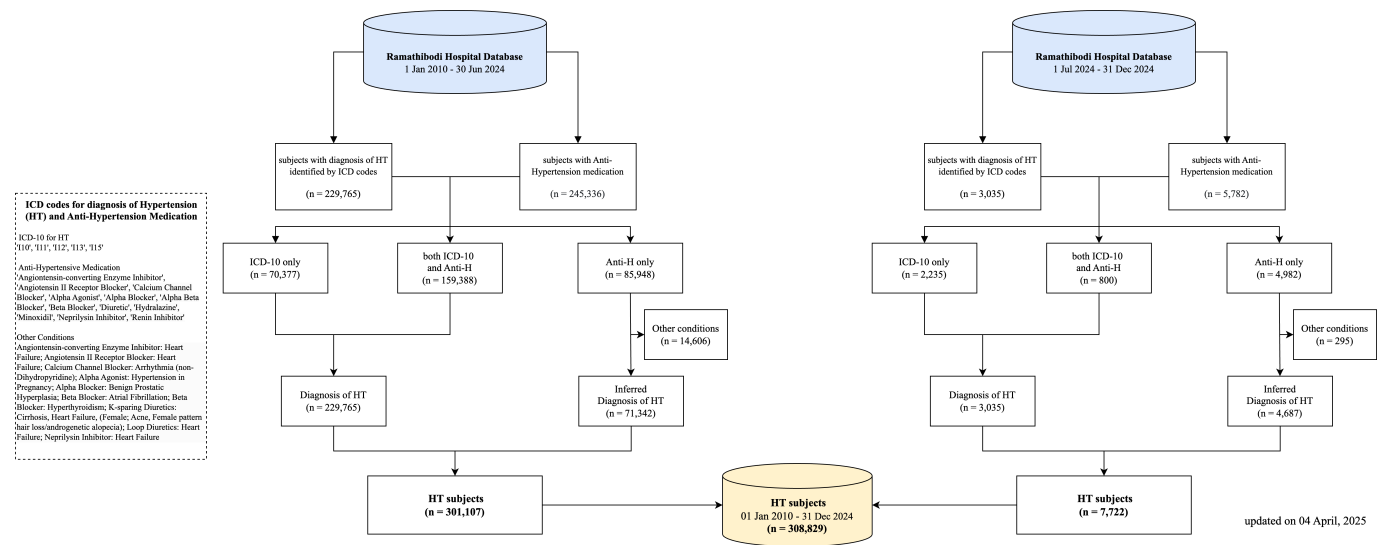 Ramathibodi Hospital Database
1 Jan 2010 - 30 Jun 2024
subjects with diagnosis of HT
identified by ICD codes
(n = 229,765)
subjects with Anti-
Hypertension medication
(n = 245,336)
ICD-10 only
(n = 70,377)
both ICD-10
and Anti-H
(n = 159,388)
Anti-H only
(n = 85,948)
Other conditions
(n = 14,606)
Diagnosis of HT
(n = 229,765)
Inferred
Diagnosis of HT
(n = 71,342)
HT subjects
(n = 301,107)
Ramathibodi Hospital Database
1 Jul 2024 - 31 Dec 2024
subjects with diagnosis of HT
identified by ICD codes
(n = 3,035)
subjects with Anti-
Hypertension medication
(n = 5,782)
ICD-10 only
(n = 2,235)
both ICD-10
and Anti-H
(n = 800)
Anti-H only
(n = 4,982)
Other conditions
(n = 295)
Diagnosis of HT
(n = 3,035)
Inferred
Diagnosis of HT
(n = 4,687)
HT subjects
(n = 7,722)
HT subjects
01 Jan 2010 - 31 Dec 2024
(n = 308,829)
ICD codes for diagnosis of Hypertension
(HT) and Anti-Hypertension Medication
ICD-10 for HT
'I10', 'I11', 'I12', 'I13', 'I15'
Anti-Hypertensive Medication
'Angiotensin-converting Enzyme Inhibitor',
'Angiotensin II Receptor Blocker', 'Calcium Channel
Blocker', 'Alpha Agonist', 'Alpha Blocker', 'Alpha Beta
Blocker', 'Beta Blocker', 'Diuretic', 'Hydralazine',
'Minoxidil', 'Neprilysin Inhibitor', 'Renin Inhibitor'
Other Conditions
Angiontensin-converting Enzyme Inhibitor: Heart
Failure; Angiotensin II Receptor Blocker: Heart
Failure; Calcium Channel Blocker: Arrhythmia (non-
Dihydropyridine); Alpha Agonist: Hypertension in
Pregnancy; Alpha Blocker: Benign Prostatic
Hyperplasia; Beta Blocker: Atrial Fibrillation; Beta
Blocker: Hyperthyroidism; K-sparing Diuretics:
Cirrhosis, Heart Failure, (Female; Acne, Female pattern
hair loss/androgenetic alopecia); Loop Diuretics: Heart
Failure; Neprilysin Inhibitor: Heart Failure
updated on 04 April, 2025